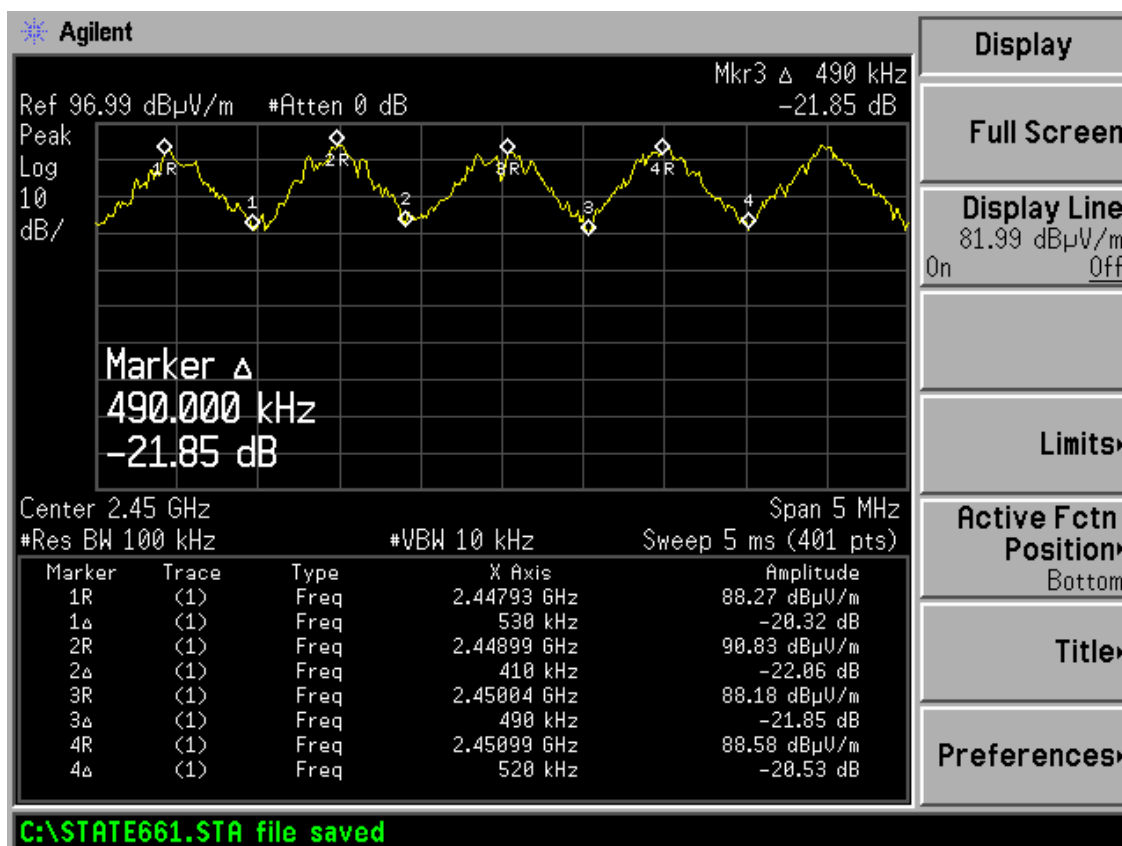 Agilent
Display
Mkr3 Δ 490 kHz
Ref 96.99 dBµV/m #Atten 0 dB -21.85 dB
Peak
Log
10
dB/
1R
2R
3R
4R
1
2
3
4
Marker Δ
490.000 kHz
-21.85 dB
Center 2.45 GHz Span 5 MHz
#Res BW 100 kHz #VBW 10 kHz Sweep 5 ms (401 pts)
Marker Trace Type X Axis Amplitude
1R (1) Freq 2.44793 GHz 88.27 dBµV/m
1Δ (1) Freq 530 kHz -20.32 dB
2R (1) Freq 2.44899 GHz 90.83 dBµV/m
2Δ (1) Freq 410 kHz -22.06 dB
3R (1) Freq 2.45004 GHz 88.18 dBµV/m
3Δ (1) Freq 490 kHz -21.85 dB
4R (1) Freq 2.45099 GHz 88.58 dBµV/m
4Δ (1) Freq 520 kHz -20.53 dB
Full Screen
Display Line
81.99 dBµV/m
On Off
Limits
Active Fctn
Position
Bottom
Title
Preferences
C:\STATE661.STA file saved